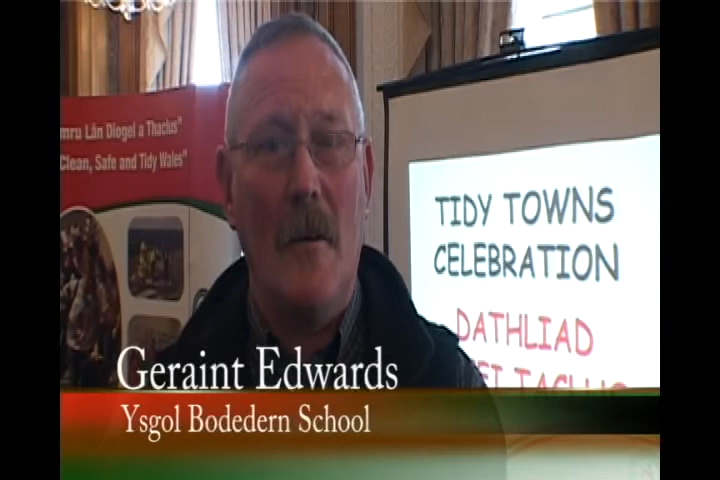 mru Lân Diogel a Thaclus"
Clean, Safe and Tidy Wales"
TIDY TOWNS
CELEBRATION
DATHLIAD
Geraint Edwards
Ysgol Bodedern School